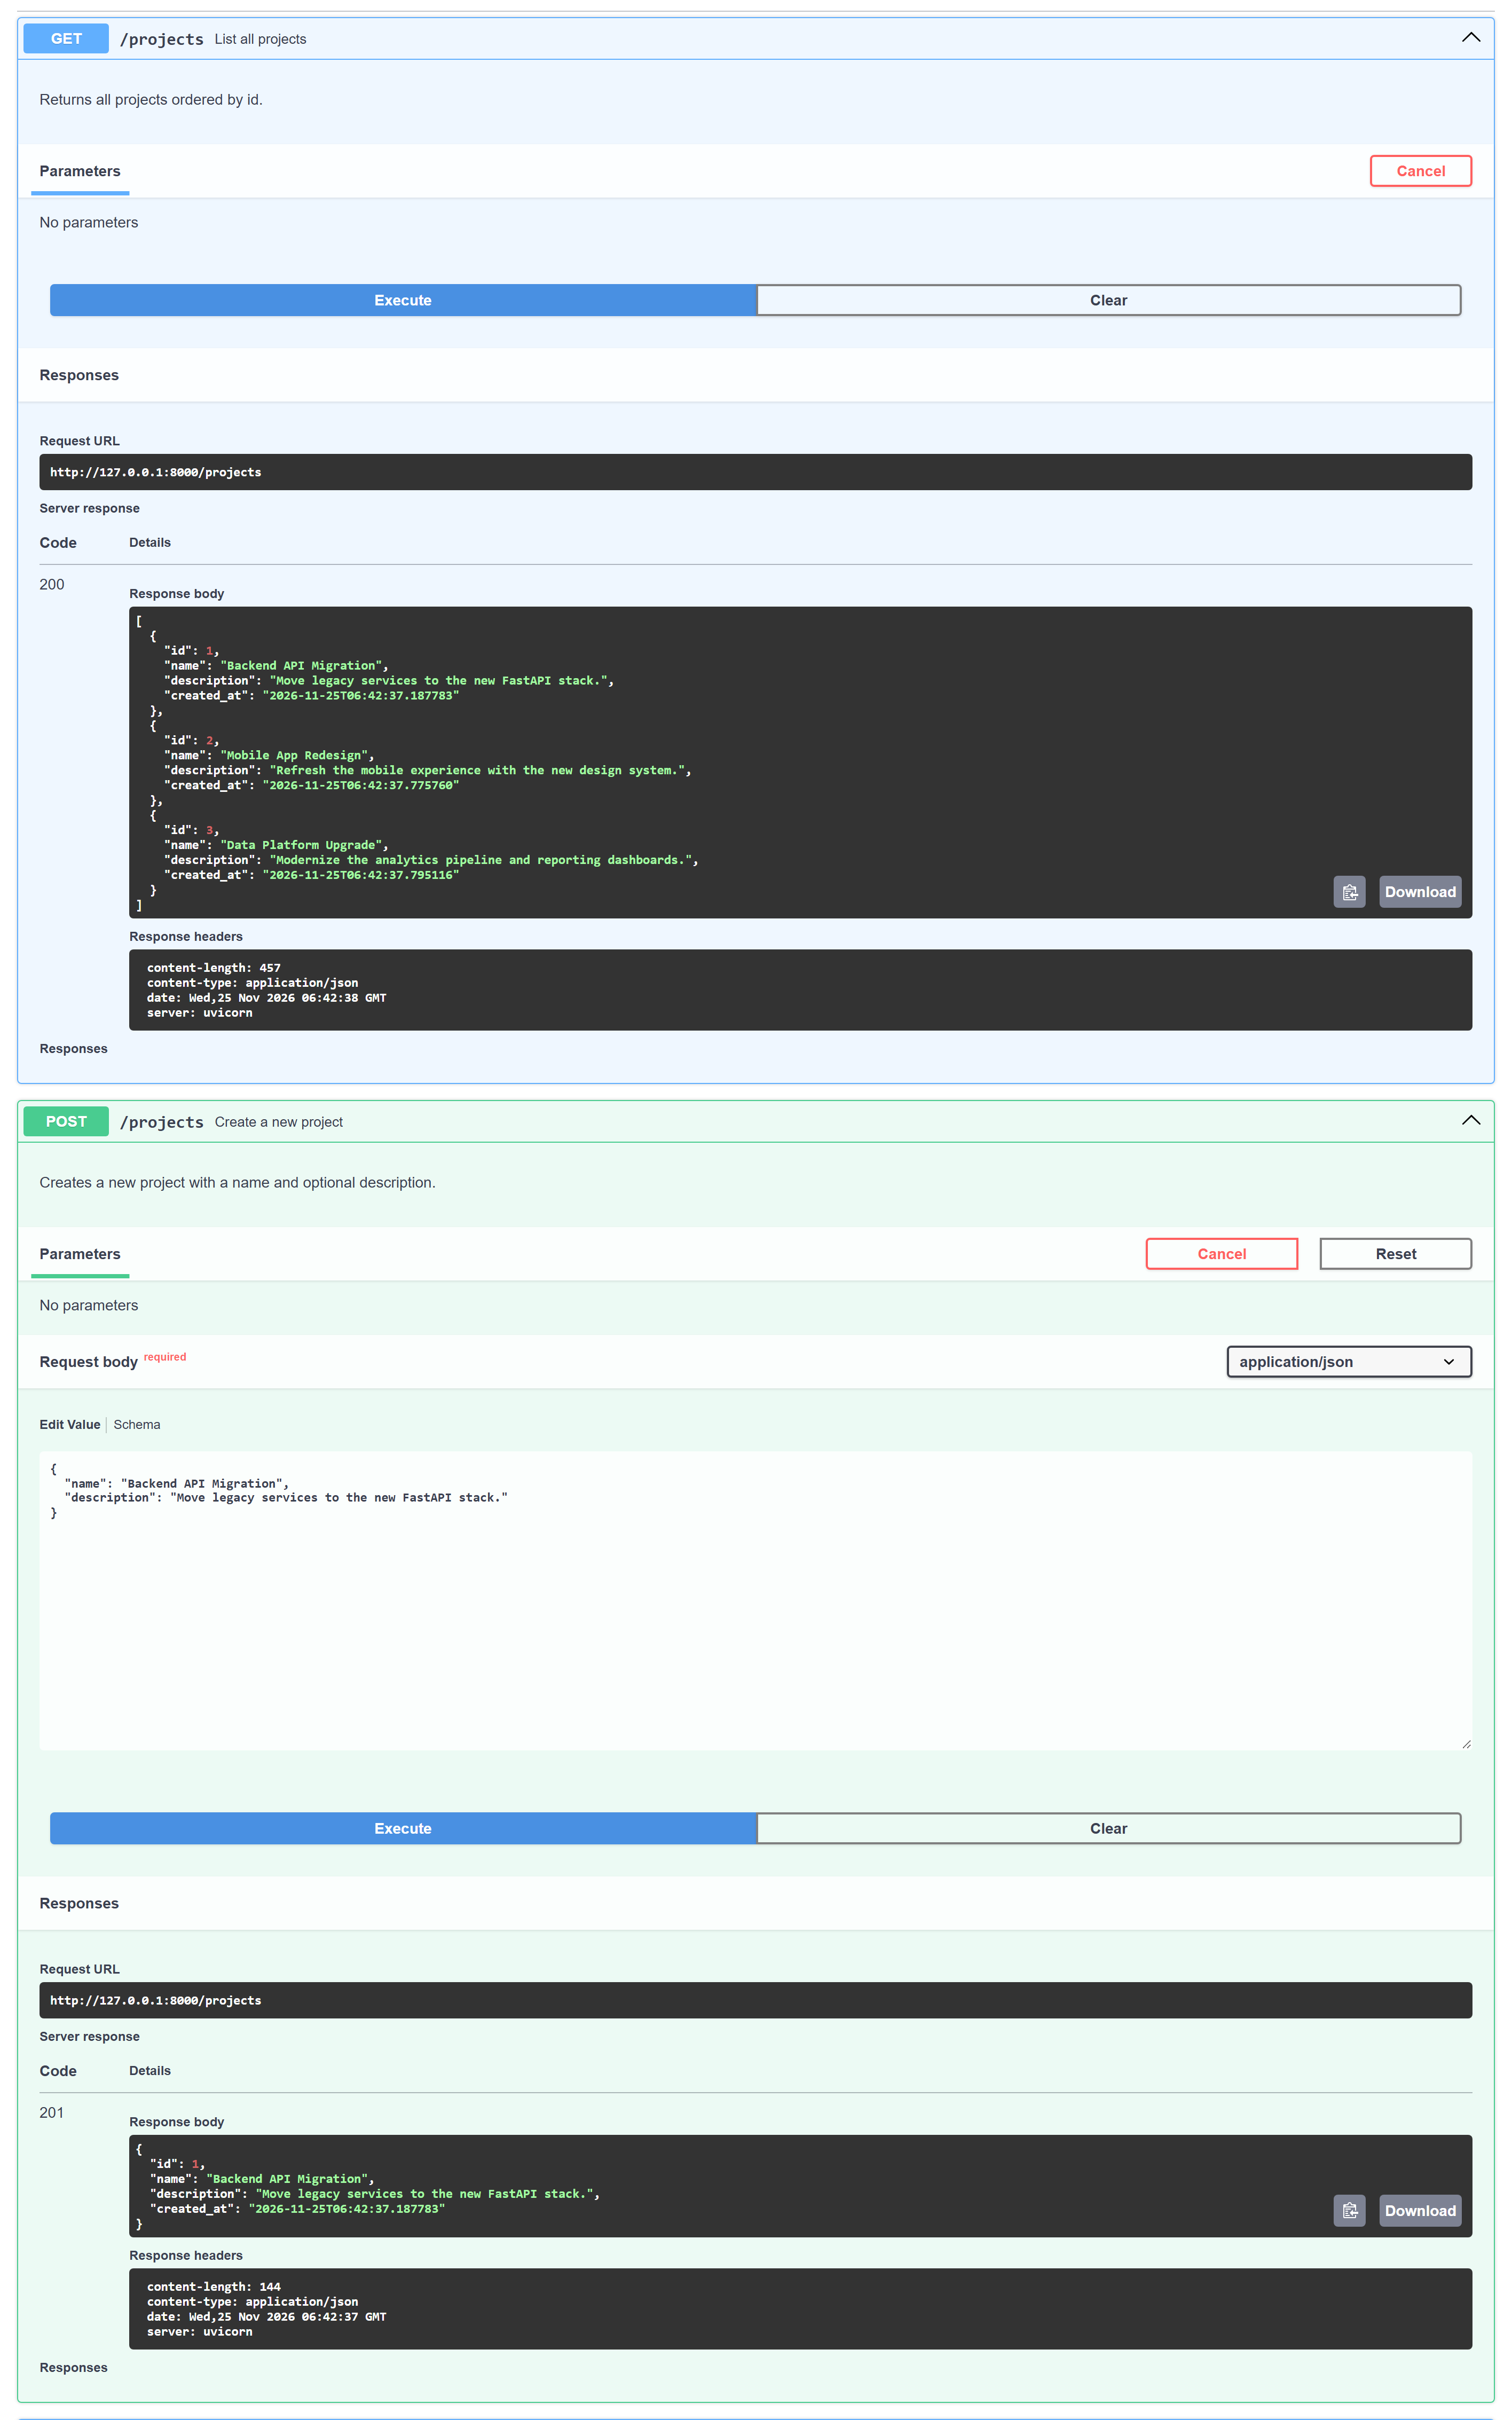 GET /projects List all projects
Returns all projects ordered by id.
Parameters Cancel
No parameters
Execute Clear
Responses
Request URL
http://127.0.0.1:8000/projects
Server response
Code Details
200
Response body
[
  {
    "id": 1,
    "name": "Backend API Migration",
    "description": "Move legacy services to the new FastAPI stack.",
    "created_at": "2026-11-25T06:42:37.187783"
  },
  {
    "id": 2,
    "name": "Mobile App Redesign",
    "description": "Refresh the mobile experience with the new design system.",
    "created_at": "2026-11-25T06:42:37.775760"
  },
  {
    "id": 3,
    "name": "Data Platform Upgrade",
    "description": "Modernize the analytics pipeline and reporting dashboards.",
    "created_at": "2026-11-25T06:42:37.795116"
  }
]
Download
Response headers
content-length: 457
content-type: application/json
date: Wed,25 Nov 2026 06:42:38 GMT
server: uvicorn
Responses
POST /projects Create a new project
Creates a new project with a name and optional description.
Parameters Cancel Reset
No parameters
Request body required application/json
Edit Value Schema
{
  "name": "Backend API Migration",
  "description": "Move legacy services to the new FastAPI stack."
}
Execute Clear
Responses
Request URL
http://127.0.0.1:8000/projects
Server response
Code Details
201
Response body
{
  "id": 1,
  "name": "Backend API Migration",
  "description": "Move legacy services to the new FastAPI stack.",
  "created_at": "2026-11-25T06:42:37.187783"
}
Download
Response headers
content-length: 144
content-type: application/json
date: Wed,25 Nov 2026 06:42:37 GMT
server: uvicorn
Responses